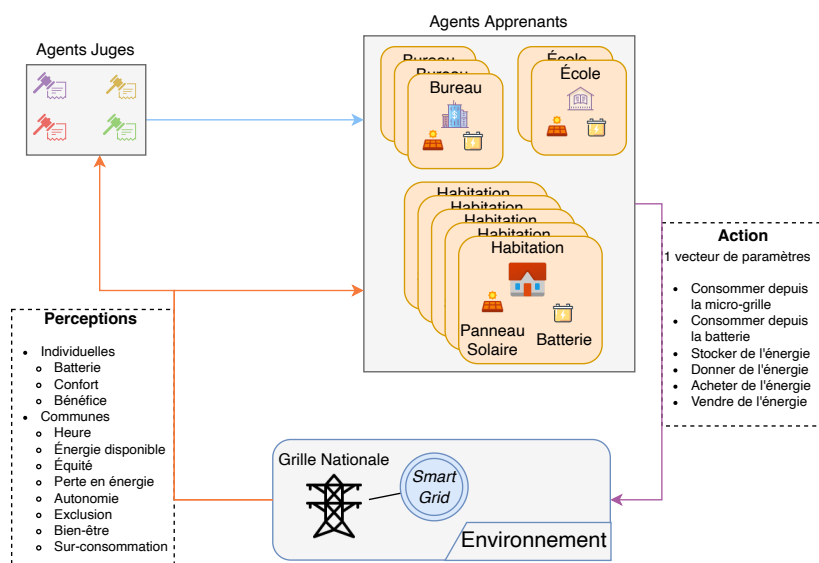 Agents Apprenants
Agents Juges
Bureau
Bureau
Bureau
École
École
$
Habitation
Habitation
Habitation
Habitation
Habitation
Panneau
Solaire
Batterie
Action
1 vecteur de paramètres
Consommer depuis
la micro-grille
Consommer depuis
la batterie
Stocker de l'énergie
Donner de l'énergie
Acheter de l'énergie
Vendre de l'énergie
Perceptions
Individuelles
Batterie
Confort
Bénéfice
Communes
Heure
Énergie disponible
Équité
Perte en énergie
Autonomie
Exclusion
Bien-être
Sur-consommation
Grille Nationale
Smart
Grid
Environnement